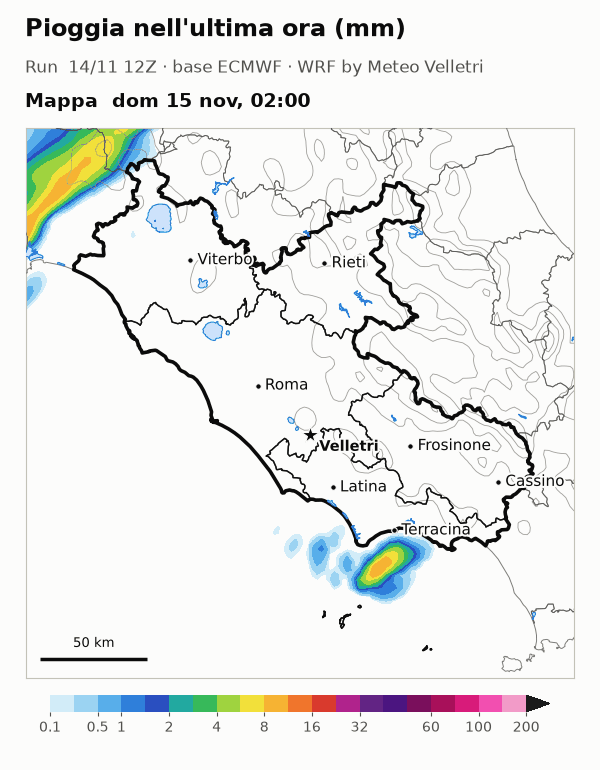 Pioggia nell'ultima ora (mm)
Run 14/11 12Z · base ECMWF · WRF by Meteo Velletri
Mappa dom 15 nov, 02:00
Viterbo
Rieti
Roma
Velletri
Frosinone
Latina
Cassino
Terracina
50 km
0.1 0.5 1 2 4 8 16 32 60 100 200